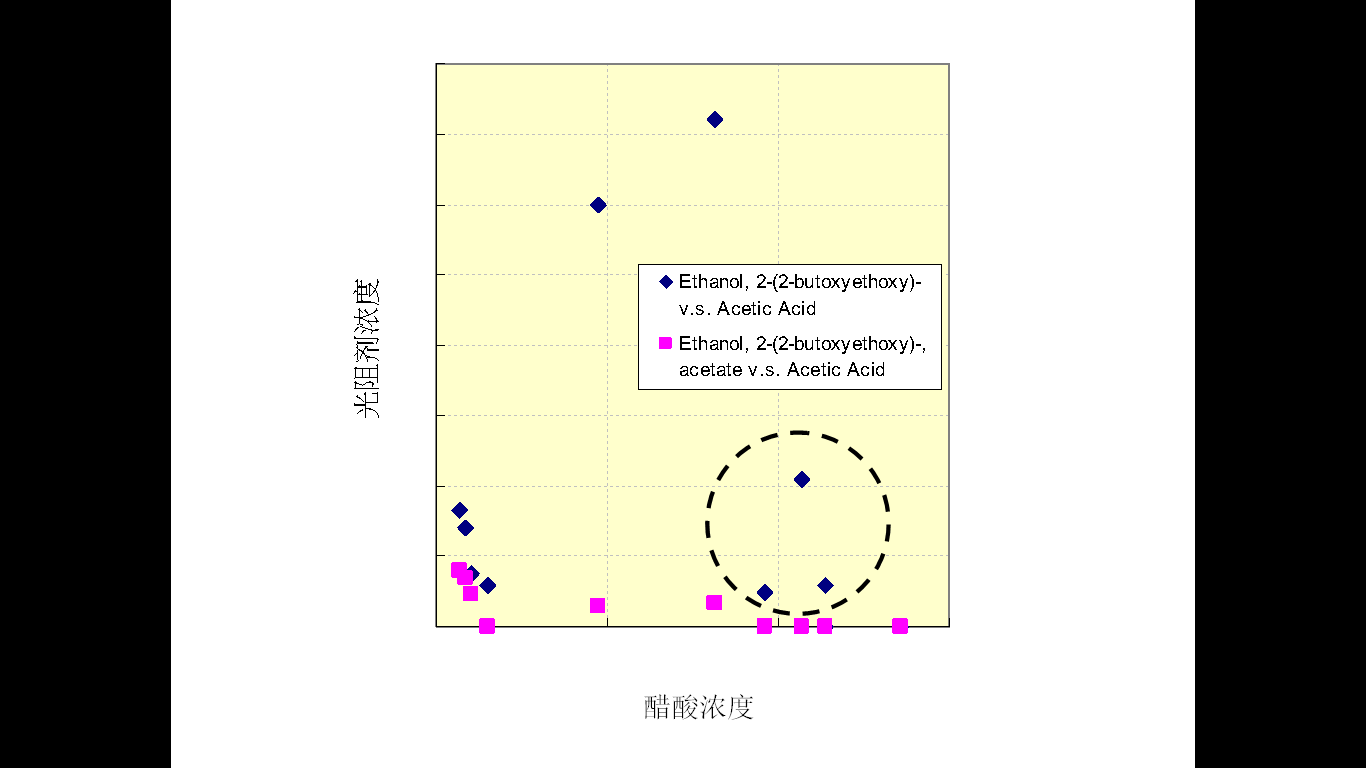 光阻剂浓度
Ethanol, 2-(2-butoxyethoxy)-
v.s. Acetic Acid
Ethanol, 2-(2-butoxyethoxy)-,
acetate v.s. Acetic Acid
醋酸浓度